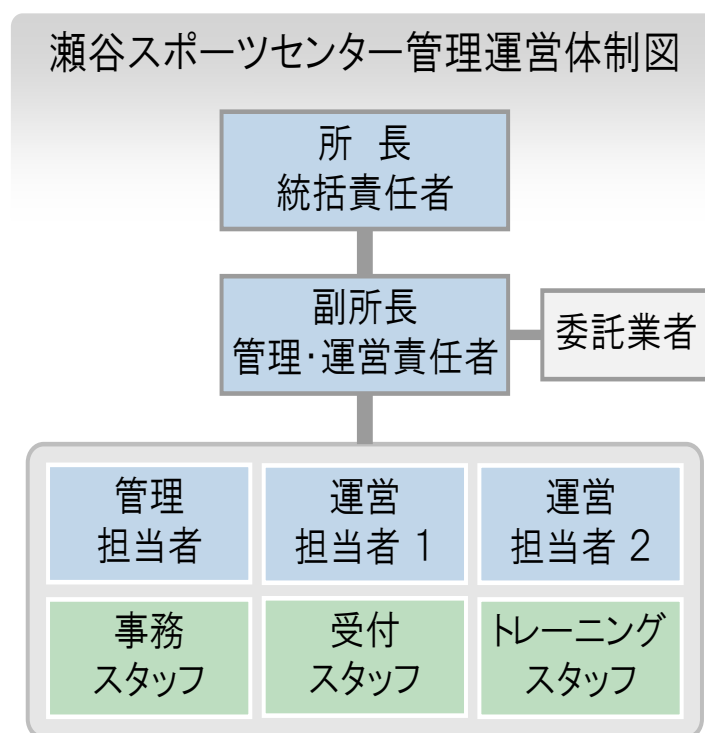 瀬谷スポーツセンター管理運営体制図
所 長
統括責任者
副所長
管理・運営責任者
委託業者
管理
担当者
運営
担当者 1
運営
担当者 2
事務
スタッフ
受付
スタッフ
トレーニング
スタッフ